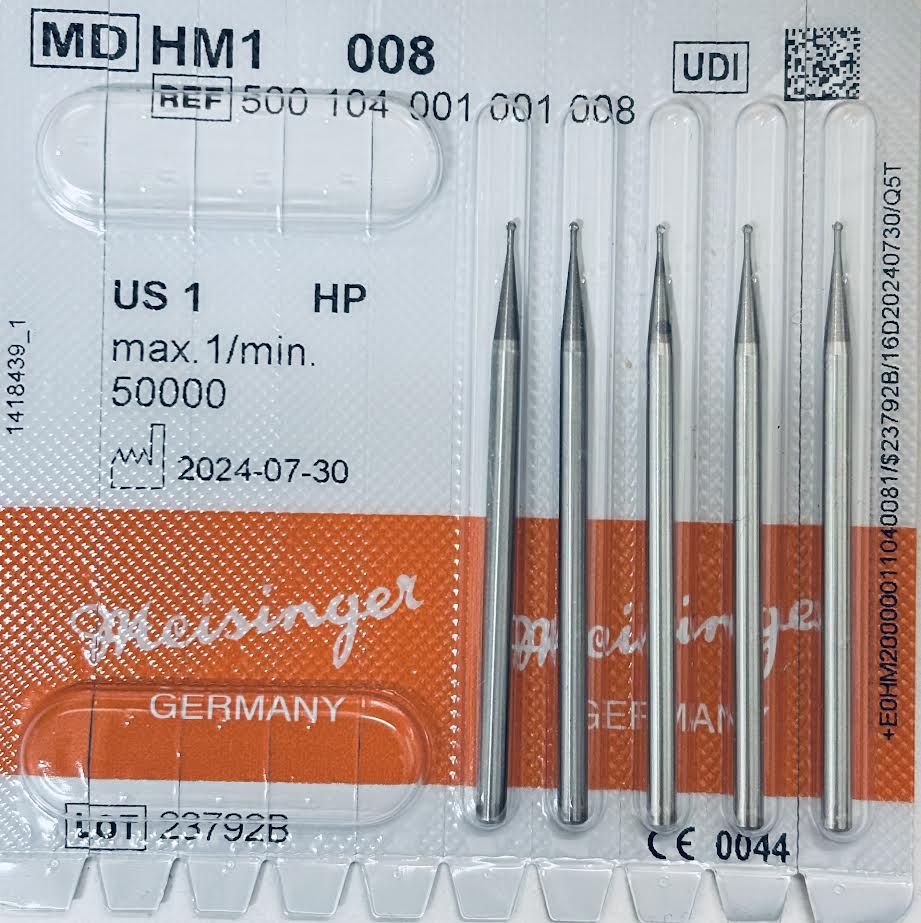 MD HM1 008
UDI
REF 500 104 001 001 008
US 1 HP
max. 1/min.
50000
2024-07-30
1418439_1
Meisinger
GERMANY
Meisinger
GERMANY
LOT 23792B
CE 0044
+E0HM20000011040081/$23792B/16D20240730/Q5T